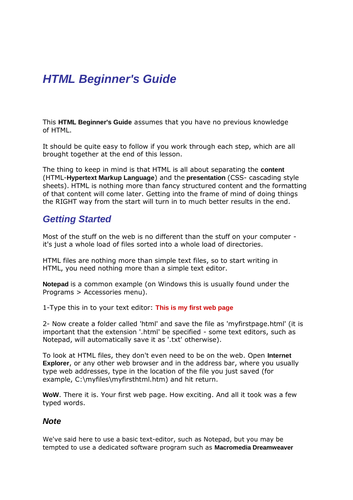 HTML Beginner's Guide
This HTML Beginner's Guide assumes that you have no previous knowledge
of HTML.
It should be quite easy to follow if you work through each step, which are all
brought together at the end of this lesson.
The thing to keep in mind is that HTML is all about separating the content
(HTML-Hypertext Markup Language) and the presentation (CSS- cascading style
sheets). HTML is nothing more than fancy structured content and the formatting
of that content will come later. Getting into the frame of mind of doing things
the RIGHT way from the start will turn in to much better results in the end.
Getting Started
Most of the stuff on the web is no different than the stuff on your computer -
it's just a whole load of files sorted into a whole load of directories.
HTML files are nothing more than simple text files, so to start writing in
HTML, you need nothing more than a simple text editor.
Notepad is a common example (on Windows this is usually found under the
Programs > Accessories menu).
1-Type this in to your text editor: This is my first web page
2- Now create a folder called 'html' and save the file as 'myfirstpage.html' (it is
important that the extension '.html' be specified - some text editors, such as
Notepad, will automatically save it as '.txt' otherwise).
To look at HTML files, they don't even need to be on the web. Open Internet
Explorer, or any other web browser and in the address bar, where you usually
type web addresses, type in the location of the file you just saved (for
example, C:\myfiles\myfirsthtml.htm) and hit return.
WoW. There it is. Your first web page. How exciting. And all it took was a few
typed words.
Note
We've said here to use a basic text-editor, such as Notepad, but you may be
tempted to use a dedicated software program such as Macromedia Dreamweaver